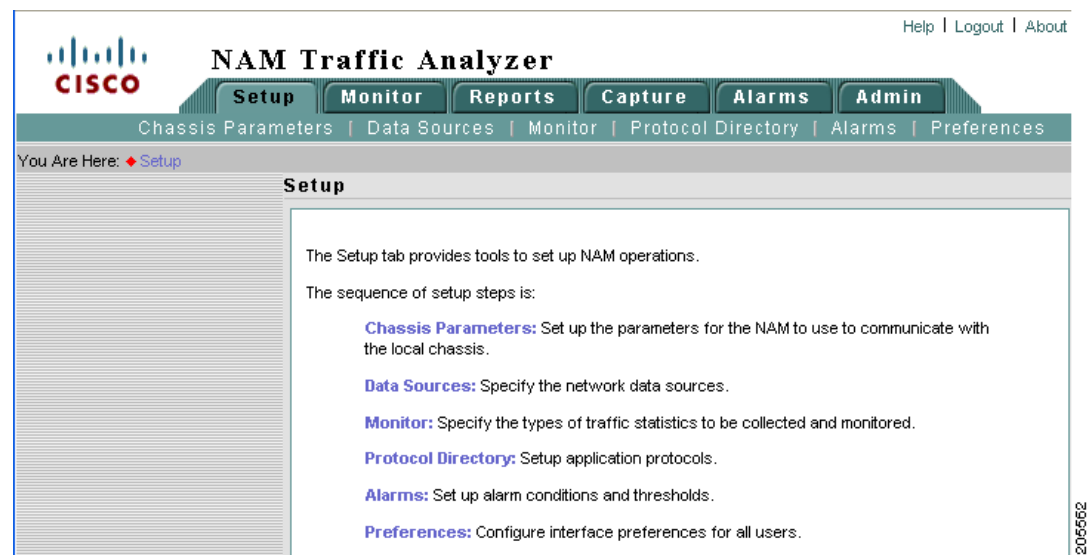 Help | Logout | About
CISCO
NAM Traffic Analyzer
Setup Monitor Reports Capture Alarms Admin
Chassis Parameters | Data Sources | Monitor | Protocol Directory | Alarms | Preferences
You Are Here: ◆ Setup
Setup
The Setup tab provides tools to set up NAM operations.
The sequence of setup steps is:
Chassis Parameters: Set up the parameters for the NAM to use to communicate with
the local chassis.
Data Sources: Specify the network data sources.
Monitor: Specify the types of traffic statistics to be collected and monitored.
Protocol Directory: Setup application protocols.
Alarms: Set up alarm conditions and thresholds.
Preferences: Configure interface preferences for all users.
205562